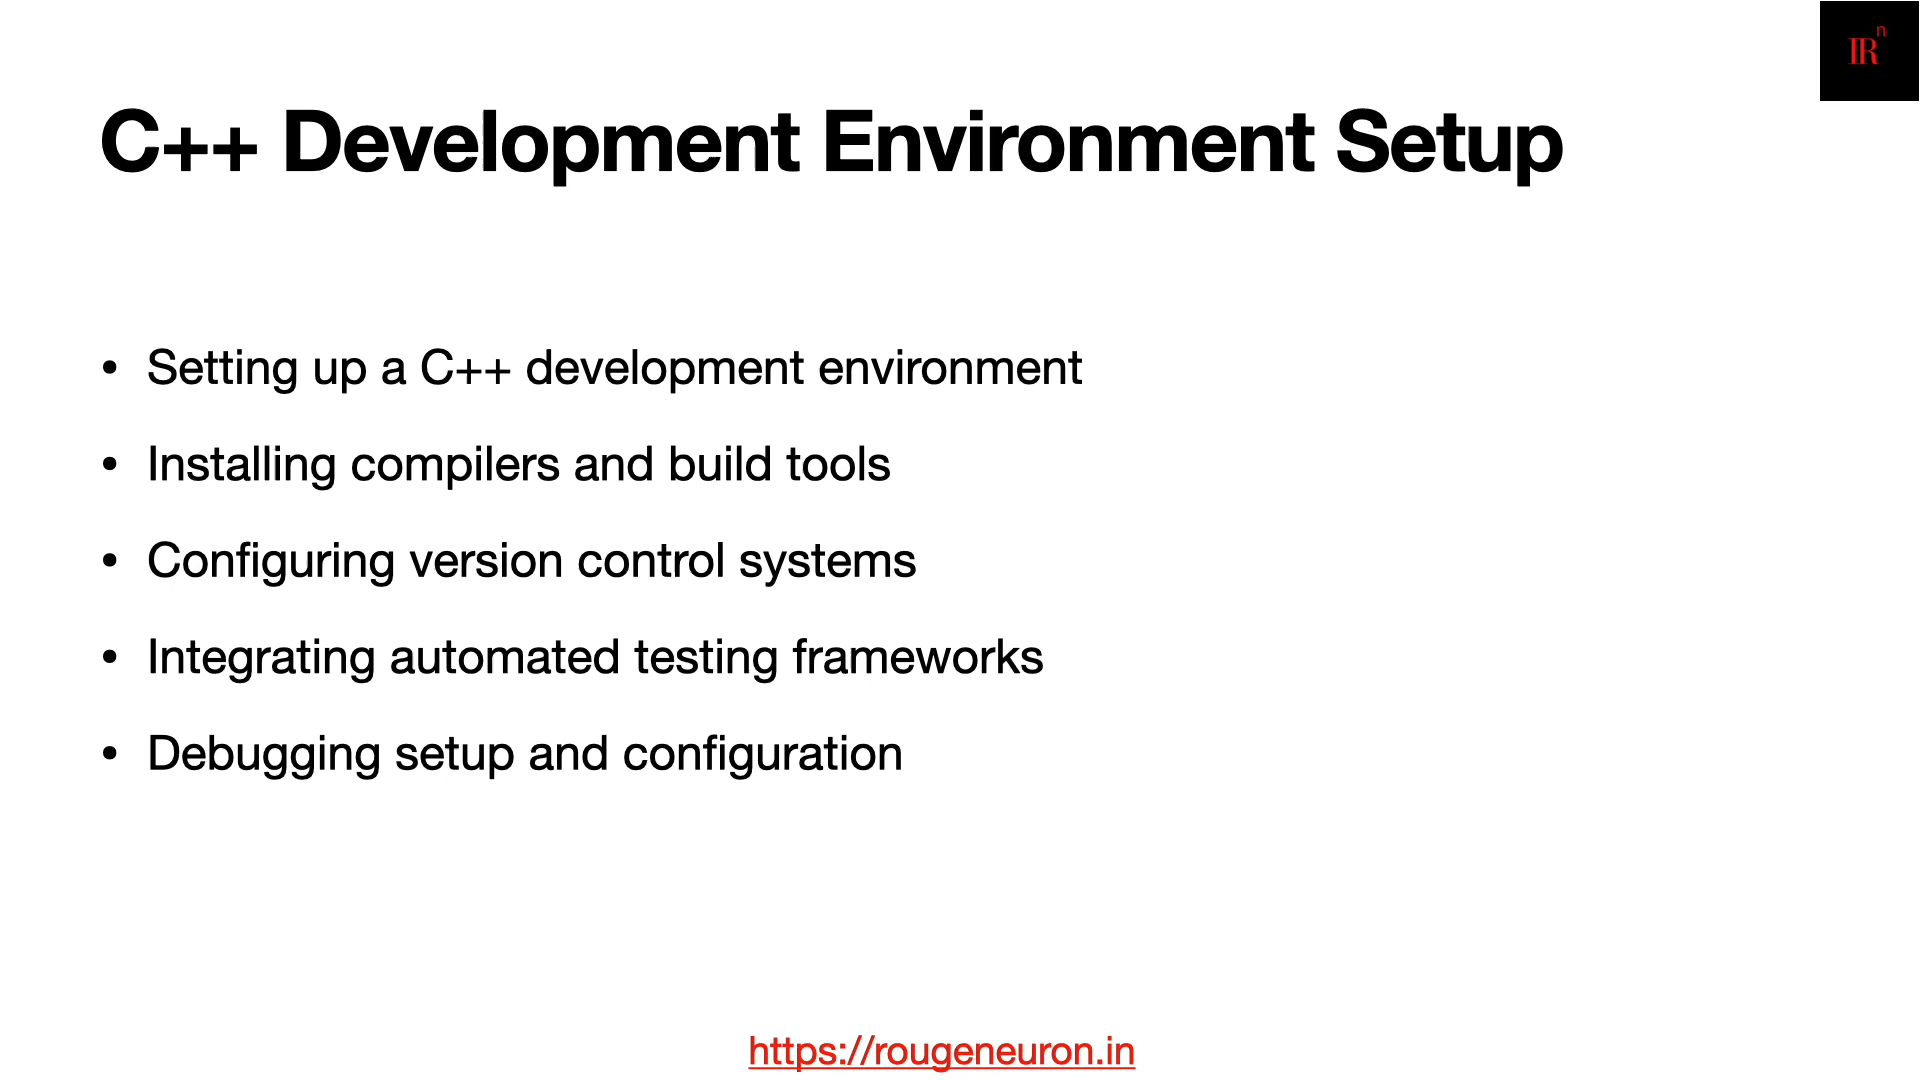 IRn
C++ Development Environment Setup
• Setting up a C++ development environment
• Installing compilers and build tools
• Configuring version control systems
• Integrating automated testing frameworks
• Debugging setup and configuration
https://rougeneuron.in